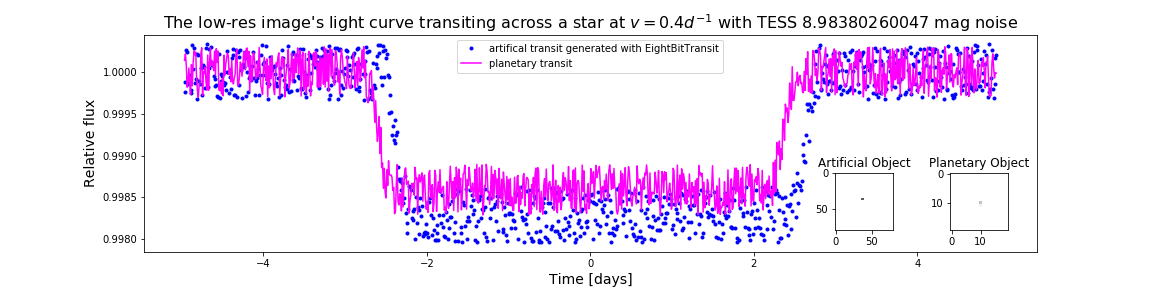 The low-res image's light curve transiting across a star at v = 0.4d⁻¹ with TESS 8.98380260047 mag noise
artifical transit generated with EightBitTransit
planetary transit
Relative flux
1.0000
0.9995
0.9990
0.9985
0.9980
Artificial Object
0
50
0 50
Planetary Object
0
10
0 10
−4 −2 0 2 4
Time [days]